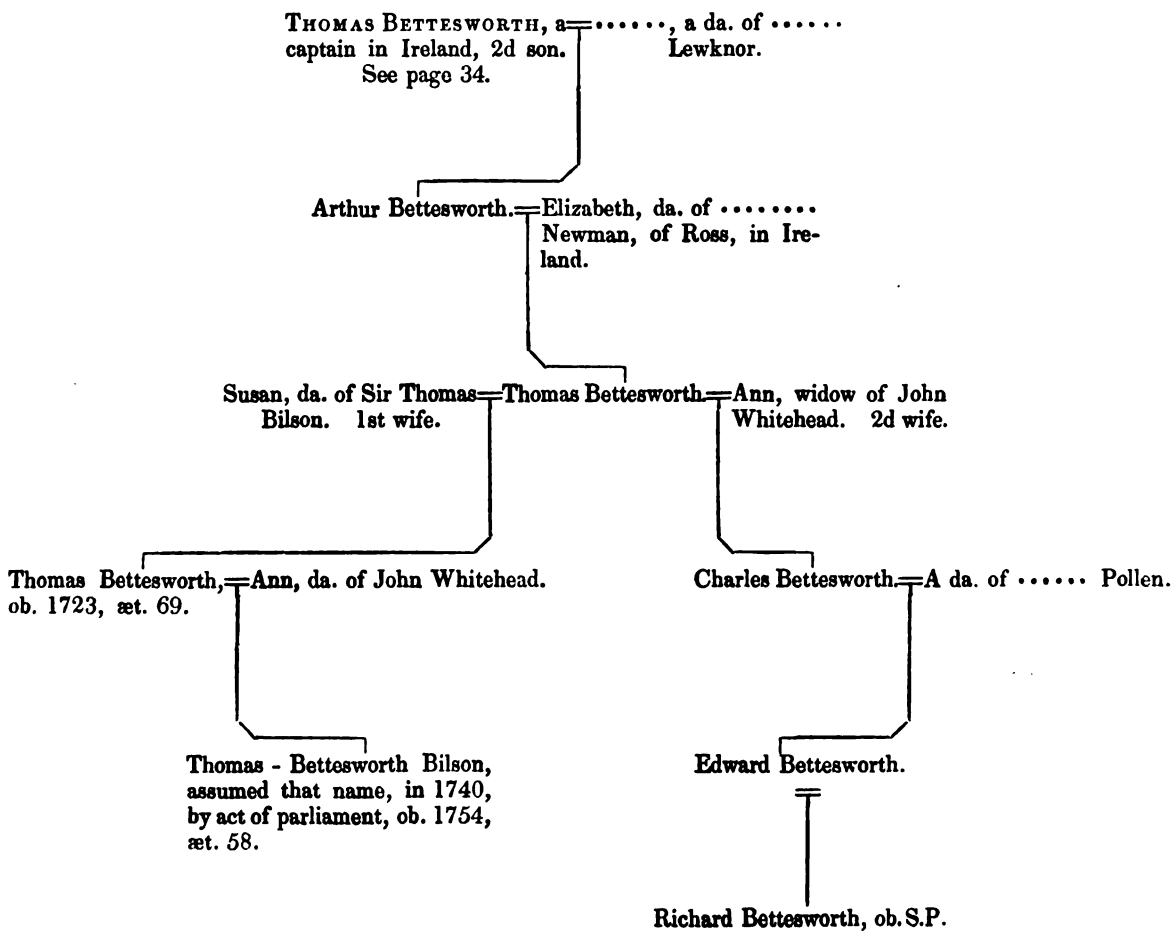 THOMAS BETTESWORTH, a=······, a da. of ······
captain in Ireland, 2d son. Lewknor.
See page 34.
Arthur Bettesworth.=Elizabeth, da. of ········
Newman, of Ross, in Ire-
land.
Susan, da. of Sir Thomas=Thomas Bettesworth.=Ann, widow of John
Bilson. 1st wife. Whitehead. 2d wife.
Thomas Bettesworth,=Ann, da. of John Whitehead.
ob. 1723, æt. 69.
Charles Bettesworth.=A da. of ······ Pollen.
Thomas - Bettesworth Bilson,
assumed that name, in 1740,
by act of parliament, ob. 1754,
æt. 58.
Edward Bettesworth.
=
Richard Bettesworth, ob. S.P.